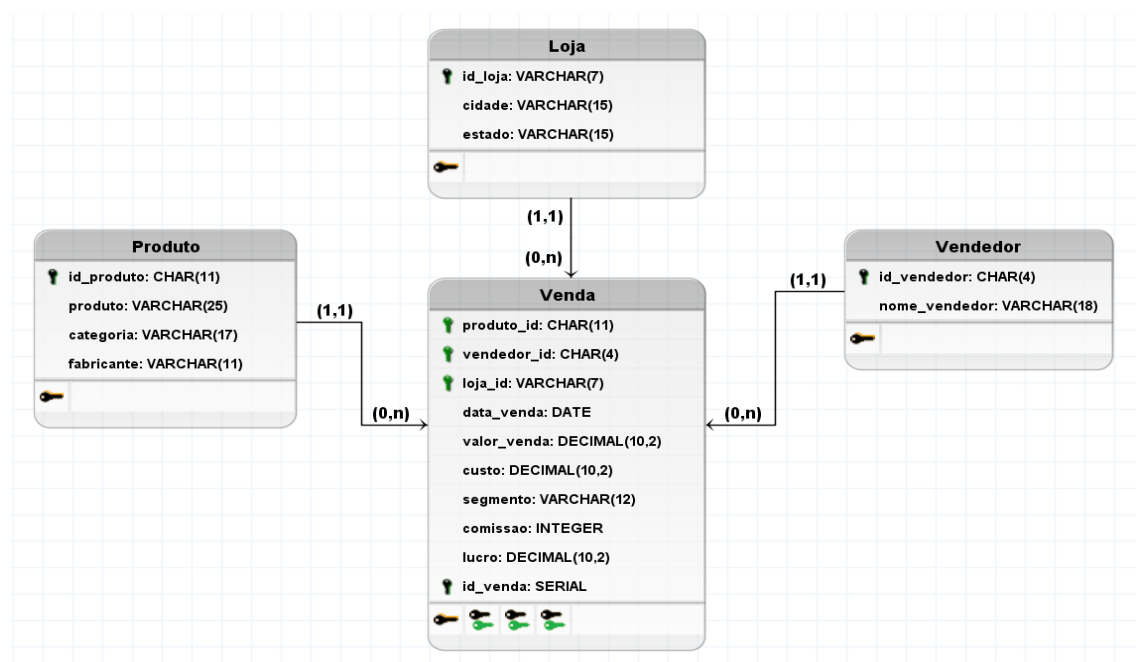 Loja
id_loja: VARCHAR(7)
cidade: VARCHAR(15)
estado: VARCHAR(15)
(1,1)
(0,n)
Produto
id_produto: CHAR(11)
produto: VARCHAR(25)
categoria: VARCHAR(17)
fabricante: VARCHAR(11)
(1,1)
(0,n)
Vendedor
id_vendedor: CHAR(4)
nome_vendedor: VARCHAR(18)
(1,1)
(0,n)
Venda
produto_id: CHAR(11)
vendedor_id: CHAR(4)
loja_id: VARCHAR(7)
data_venda: DATE
valor_venda: DECIMAL(10,2)
custo: DECIMAL(10,2)
segmento: VARCHAR(12)
comissao: INTEGER
lucro: DECIMAL(10,2)
id_venda: SERIAL